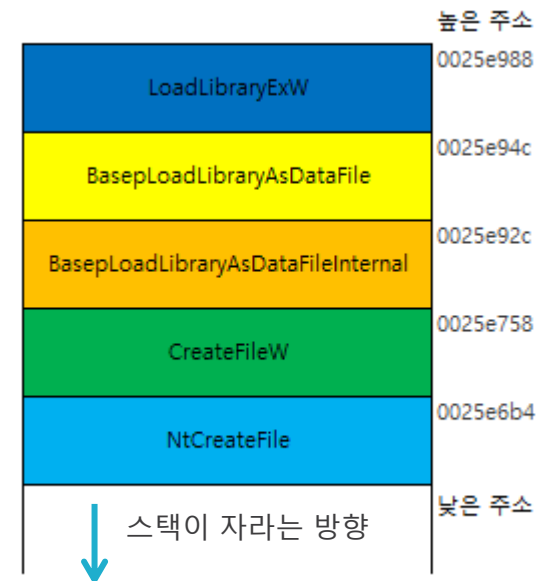 높은 주소
0025e988
LoadLibraryExW
0025e94c
BasepLoadLibraryAsDataFile
0025e92c
BasepLoadLibraryAsDataFileInternal
0025e758
CreateFileW
0025e6b4
NtCreateFile
낮은 주소
스택이 자라는 방향